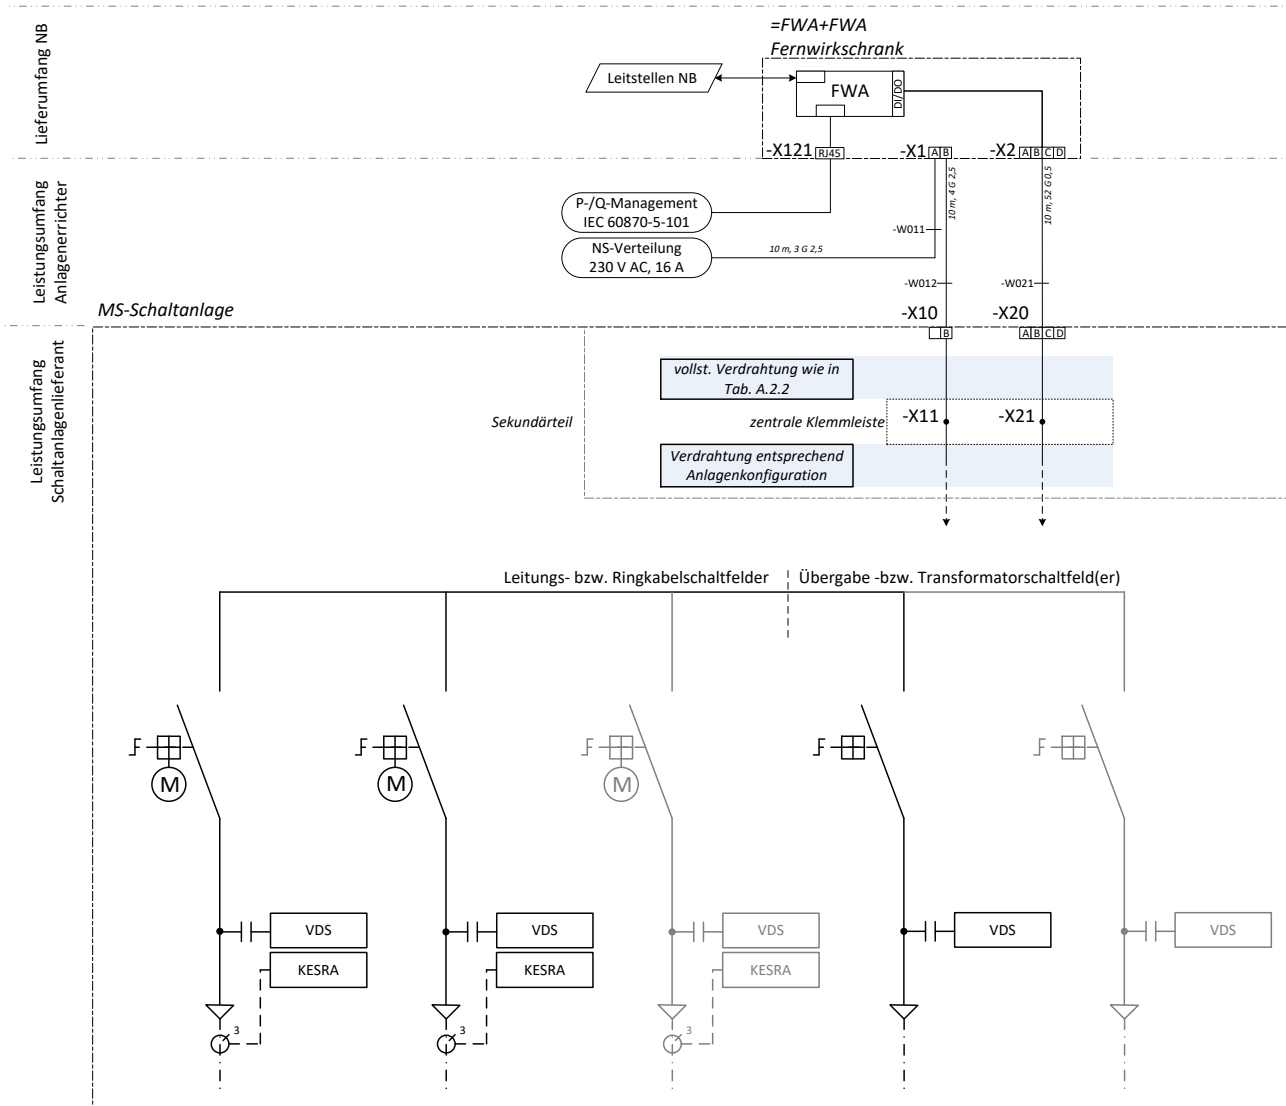 Lieferumfang NB
=FWA+FWA
Fernwirkschrank
Leitstellen NB
FWA
DI/DO
-X121
RJ45
-X1
A B
-X2
A B C D
Leistungsumfang
Anlagenerrichter
P-/Q-Management
IEC 60870-5-101
10 m, 4 G 2,5
10 m, 52 G 0,5
-W011
NS-Verteilung
230 V AC, 16 A
10 m, 3 G 2,5
-W012
-W021
MS-Schaltanlage
-X10
-X20
B
A B C D
Leistungsumfang
Schaltanlagenlieferant
vollst. Verdrahtung wie in
Tab. A.2.2
Sekundärteil
zentrale Klemmleiste
-X11
-X21
Verdrahtung entsprechend
Anlagenkonfiguration
Leitungs- bzw. Ringkabelschaltfelder
Übergabe -bzw. Transformatorschaltfeld(er)
M
M
M
VDS
VDS
VDS
VDS
VDS
KESRA
KESRA
KESRA
3
3
3